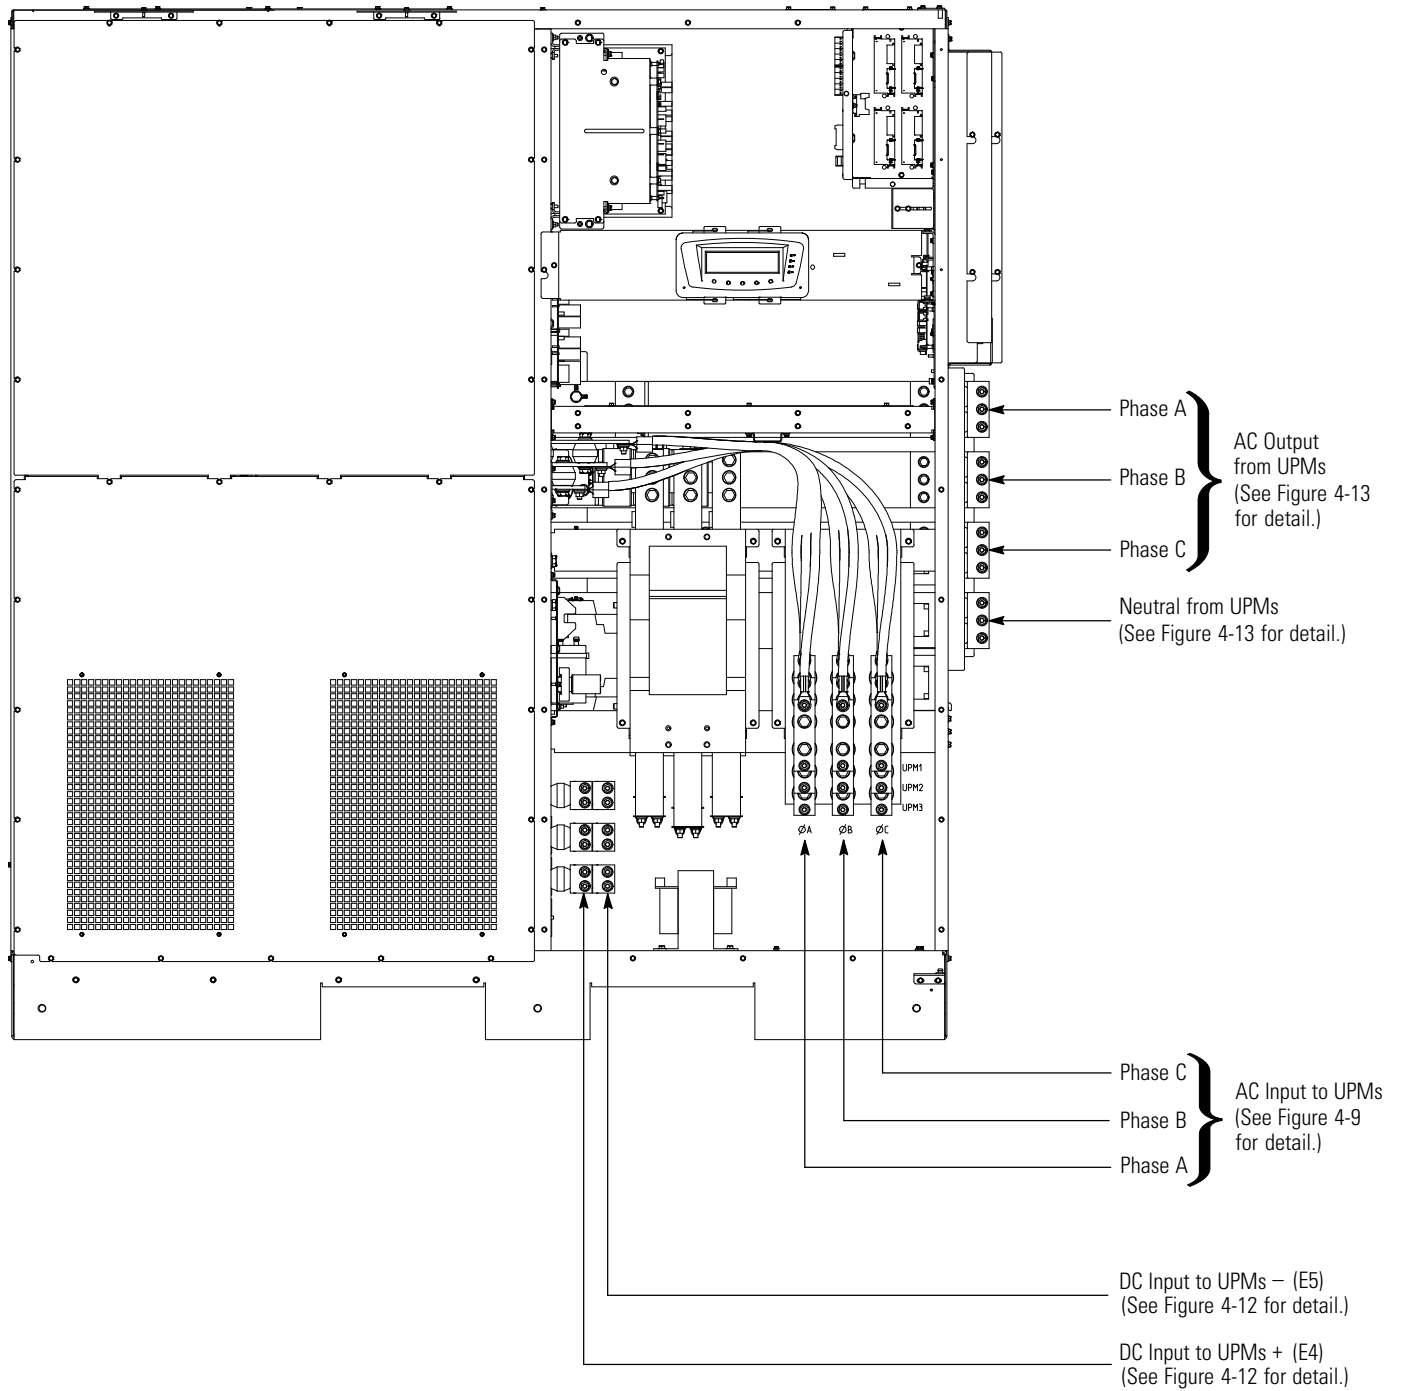 Phase A
AC Output
from UPMs
(See Figure 4-13
for detail.)
Phase B
Phase C
Neutral from UPMs
(See Figure 4-13 for detail.)
UPM1
UPM2
UPM3
ØA
ØB
ØC
Phase C
AC Input to UPMs
(See Figure 4-9
for detail.)
Phase B
Phase A
DC Input to UPMs – (E5)
(See Figure 4-12 for detail.)
DC Input to UPMs + (E4)
(See Figure 4-12 for detail.)